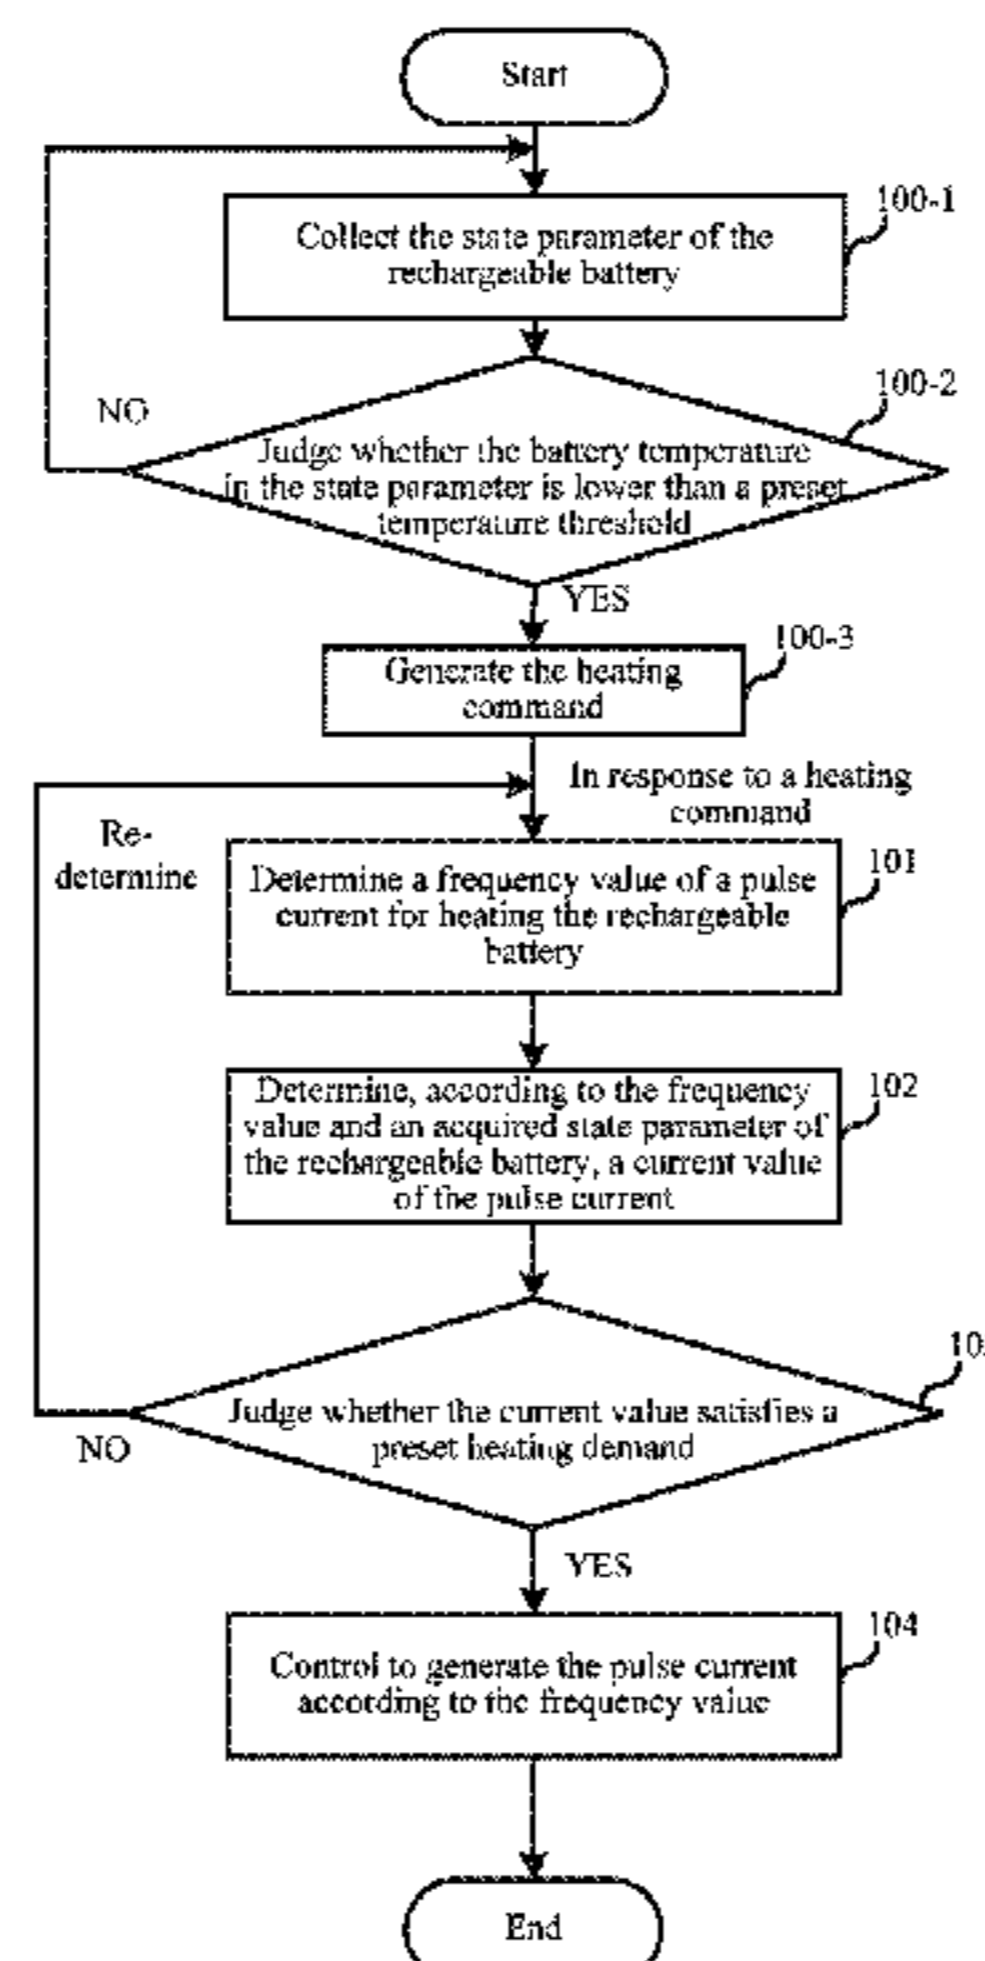 Start
100-1
Collect the state parameter of the
rechargeable battery
100-2
NO
Judge whether the battery temperature
in the state parameter is lower than a preset
temperature threshold
YES
100-3
Generate the heating
command
In response to a heating
command
Re-
determine
101
Determine a frequency value of a pulse
current for heating the rechargeable
battery
102
Determine, according to the frequency
value and an acquired state parameter of
the rechargeable battery, a current value
of the pulse current
Judge whether the current value satisfies a
preset heating demand
NO
YES
104
Control to generate the pulse current
according to the frequency value
End